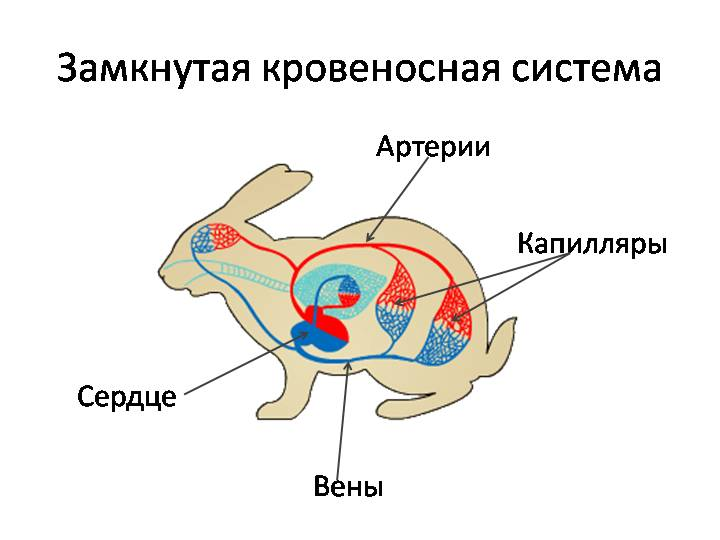 Замкнутая кровеносная система
Артерии
Капилляры
Сердце
Вены